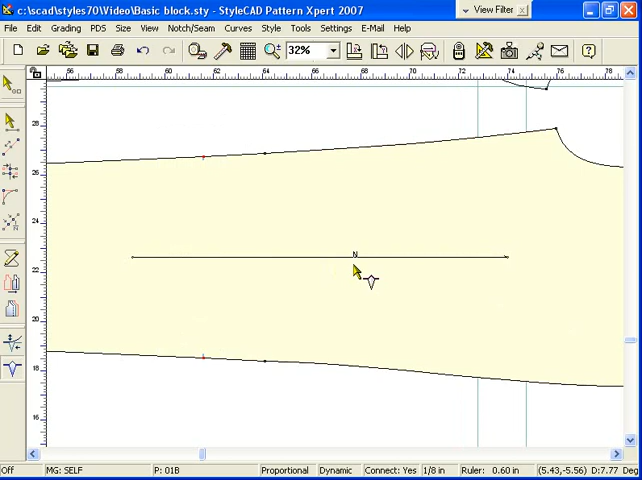 c:\scad\styles70\Video\Basic block.sty - StyleCAD Pattern Xpert 2007
View Filter
File Edit Grading PDS Size View Notch/Seam Curves Style Tools Settings E-Mail Help
32%
56 58 60 62 64 66 68 70 72 74 76 78
28
26
24
22
20
18
16
N
Off MG: SELF P: 01B Proportional Dynamic Connect: Yes 1/8 in Ruler: 0.60 in (5.43,-5.56) D:7.77 Deg